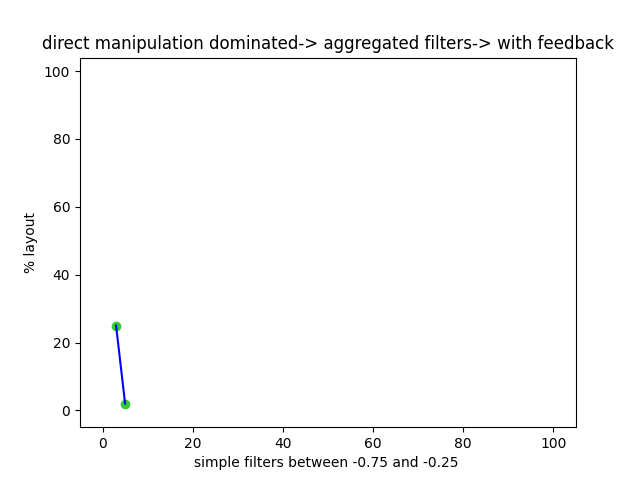 direct manipulation dominated-> aggregated filters-> with feedback
100
80
60
40
20
0
% layout
0 20 40 60 80 100
simple filters between -0.75 and -0.25